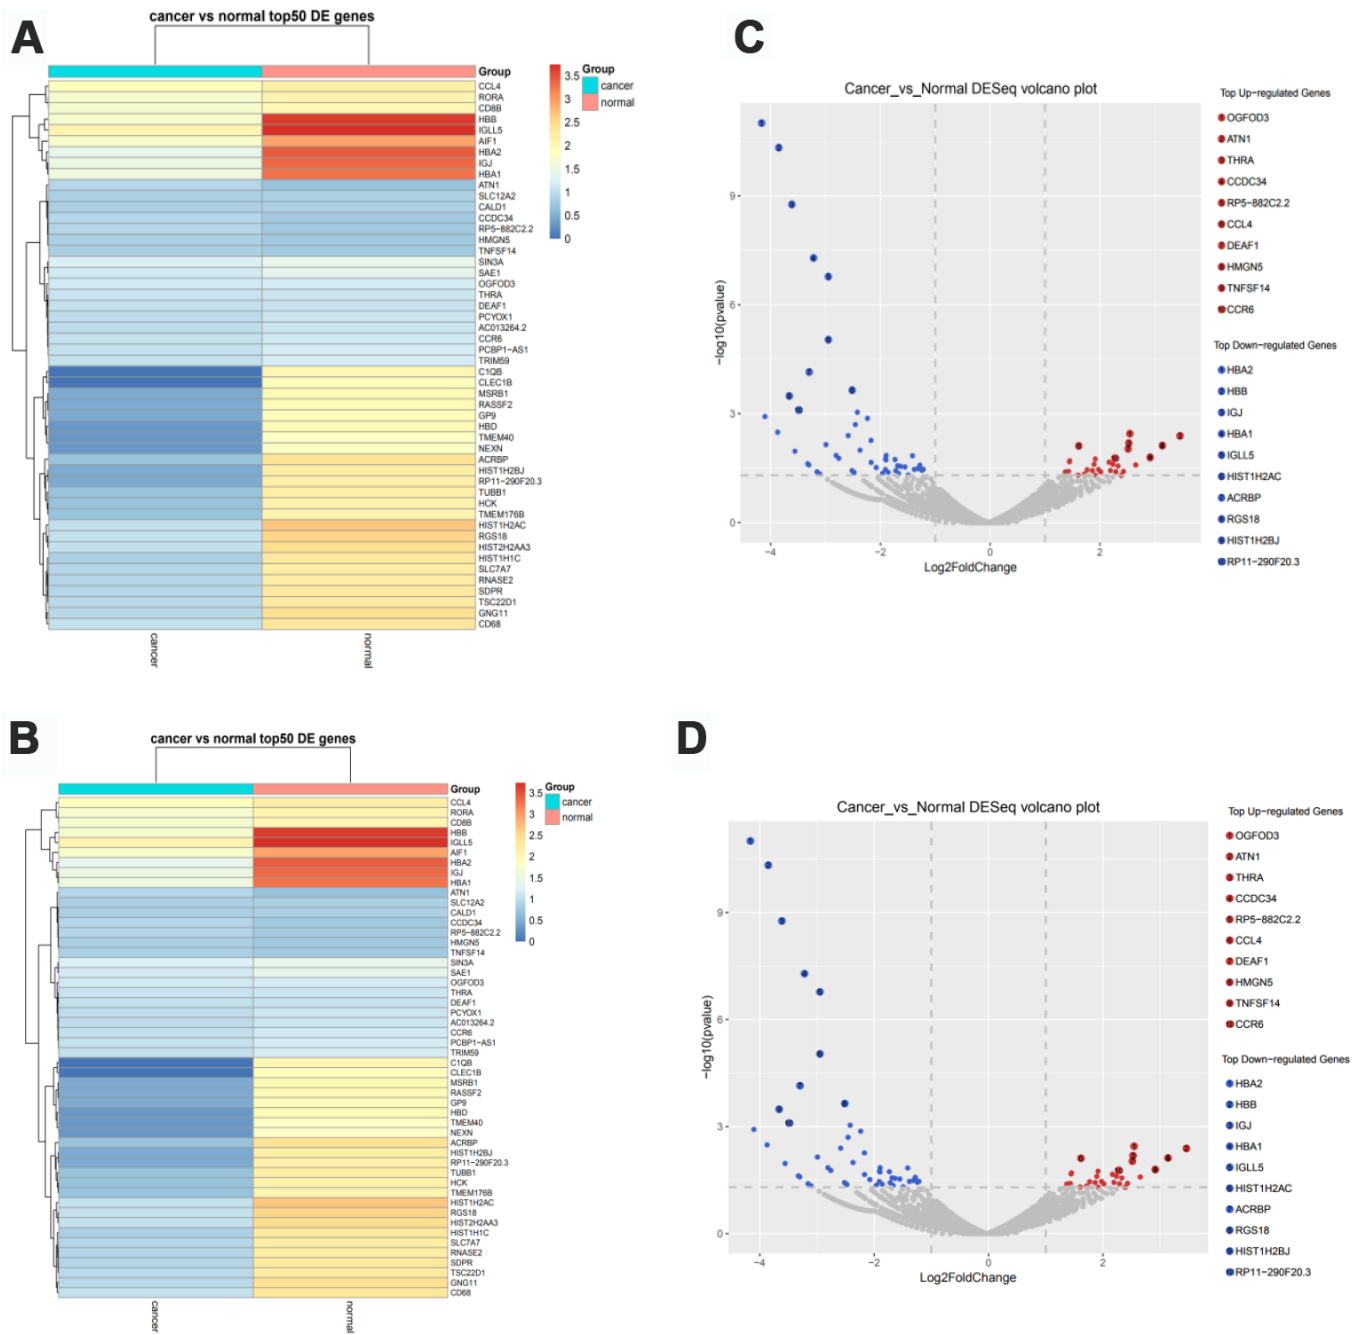 A
cancer vs normal top50 DE genes
Group
CCL4
RORA
CD8B
HBB
IGLL5
AIF1
HBA2
IGJ
HBA1
ATN1
SLC12A2
CALD1
CCDC34
RP5-882C2.2
HMGN5
TNFSF14
SIN3A
SAE1
OGFOD3
THRA
DEAF1
PCYOX1
AC013264.2
CCR6
PCBP1-AS1
TRIM59
C1QB
CLEC1B
MSRB1
RASSF2
GP9
HBD
TMEM40
NEXN
ACRBP
HIST1H2BJ
RP11-290F20.3
TUBB1
HCK
TMEM176B
HIST1H2AC
RGS18
HIST2H2AA3
HIST1H1C
SLC7A7
RNASE2
SDPR
TSC22D1
GNG11
CD68
cancer
normal
3.5
3
2.5
2
1.5
1
0.5
0
Group
cancer
normal
C
Cancer_vs_Normal DESeq volcano plot
−log10(pvalue)
9
6
3
0
−4
−2
0
2
Log2FoldChange
Top Up−regulated Genes
OGFOD3
ATN1
THRA
CCDC34
RP5−882C2.2
CCL4
DEAF1
HMGN5
TNFSF14
CCR6
Top Down−regulated Genes
HBA2
HBB
IGJ
HBA1
IGLL5
HIST1H2AC
ACRBP
RGS18
HIST1H2BJ
RP11−290F20.3
B
cancer vs normal top50 DE genes
Group
CCL4
RORA
CD8B
HBB
IGLL5
AIF1
HBA2
IGJ
HBA1
ATN1
SLC12A2
CALD1
CCDC34
RP5-882C2.2
HMGN5
TNFSF14
SIN3A
SAE1
OGFOD3
THRA
DEAF1
PCYOX1
AC013264.2
CCR6
PCBP1-AS1
TRIM59
C1QB
CLEC1B
MSRB1
RASSF2
GP9
HBD
TMEM40
NEXN
ACRBP
HIST1H2BJ
RP11-290F20.3
TUBB1
HCK
TMEM176B
HIST1H2AC
RGS18
HIST2H2AA3
HIST1H1C
SLC7A7
RNASE2
SDPR
TSC22D1
GNG11
CD68
cancer
normal
3.5
3
2.5
2
1.5
1
0.5
0
Group
cancer
normal
D
Cancer_vs_Normal DESeq volcano plot
−log10(pvalue)
9
6
3
0
−4
−2
0
2
Log2FoldChange
Top Up−regulated Genes
OGFOD3
ATN1
THRA
CCDC34
RP5−882C2.2
CCL4
DEAF1
HMGN5
TNFSF14
CCR6
Top Down−regulated Genes
HBA2
HBB
IGJ
HBA1
IGLL5
HIST1H2AC
ACRBP
RGS18
HIST1H2BJ
RP11−290F20.3